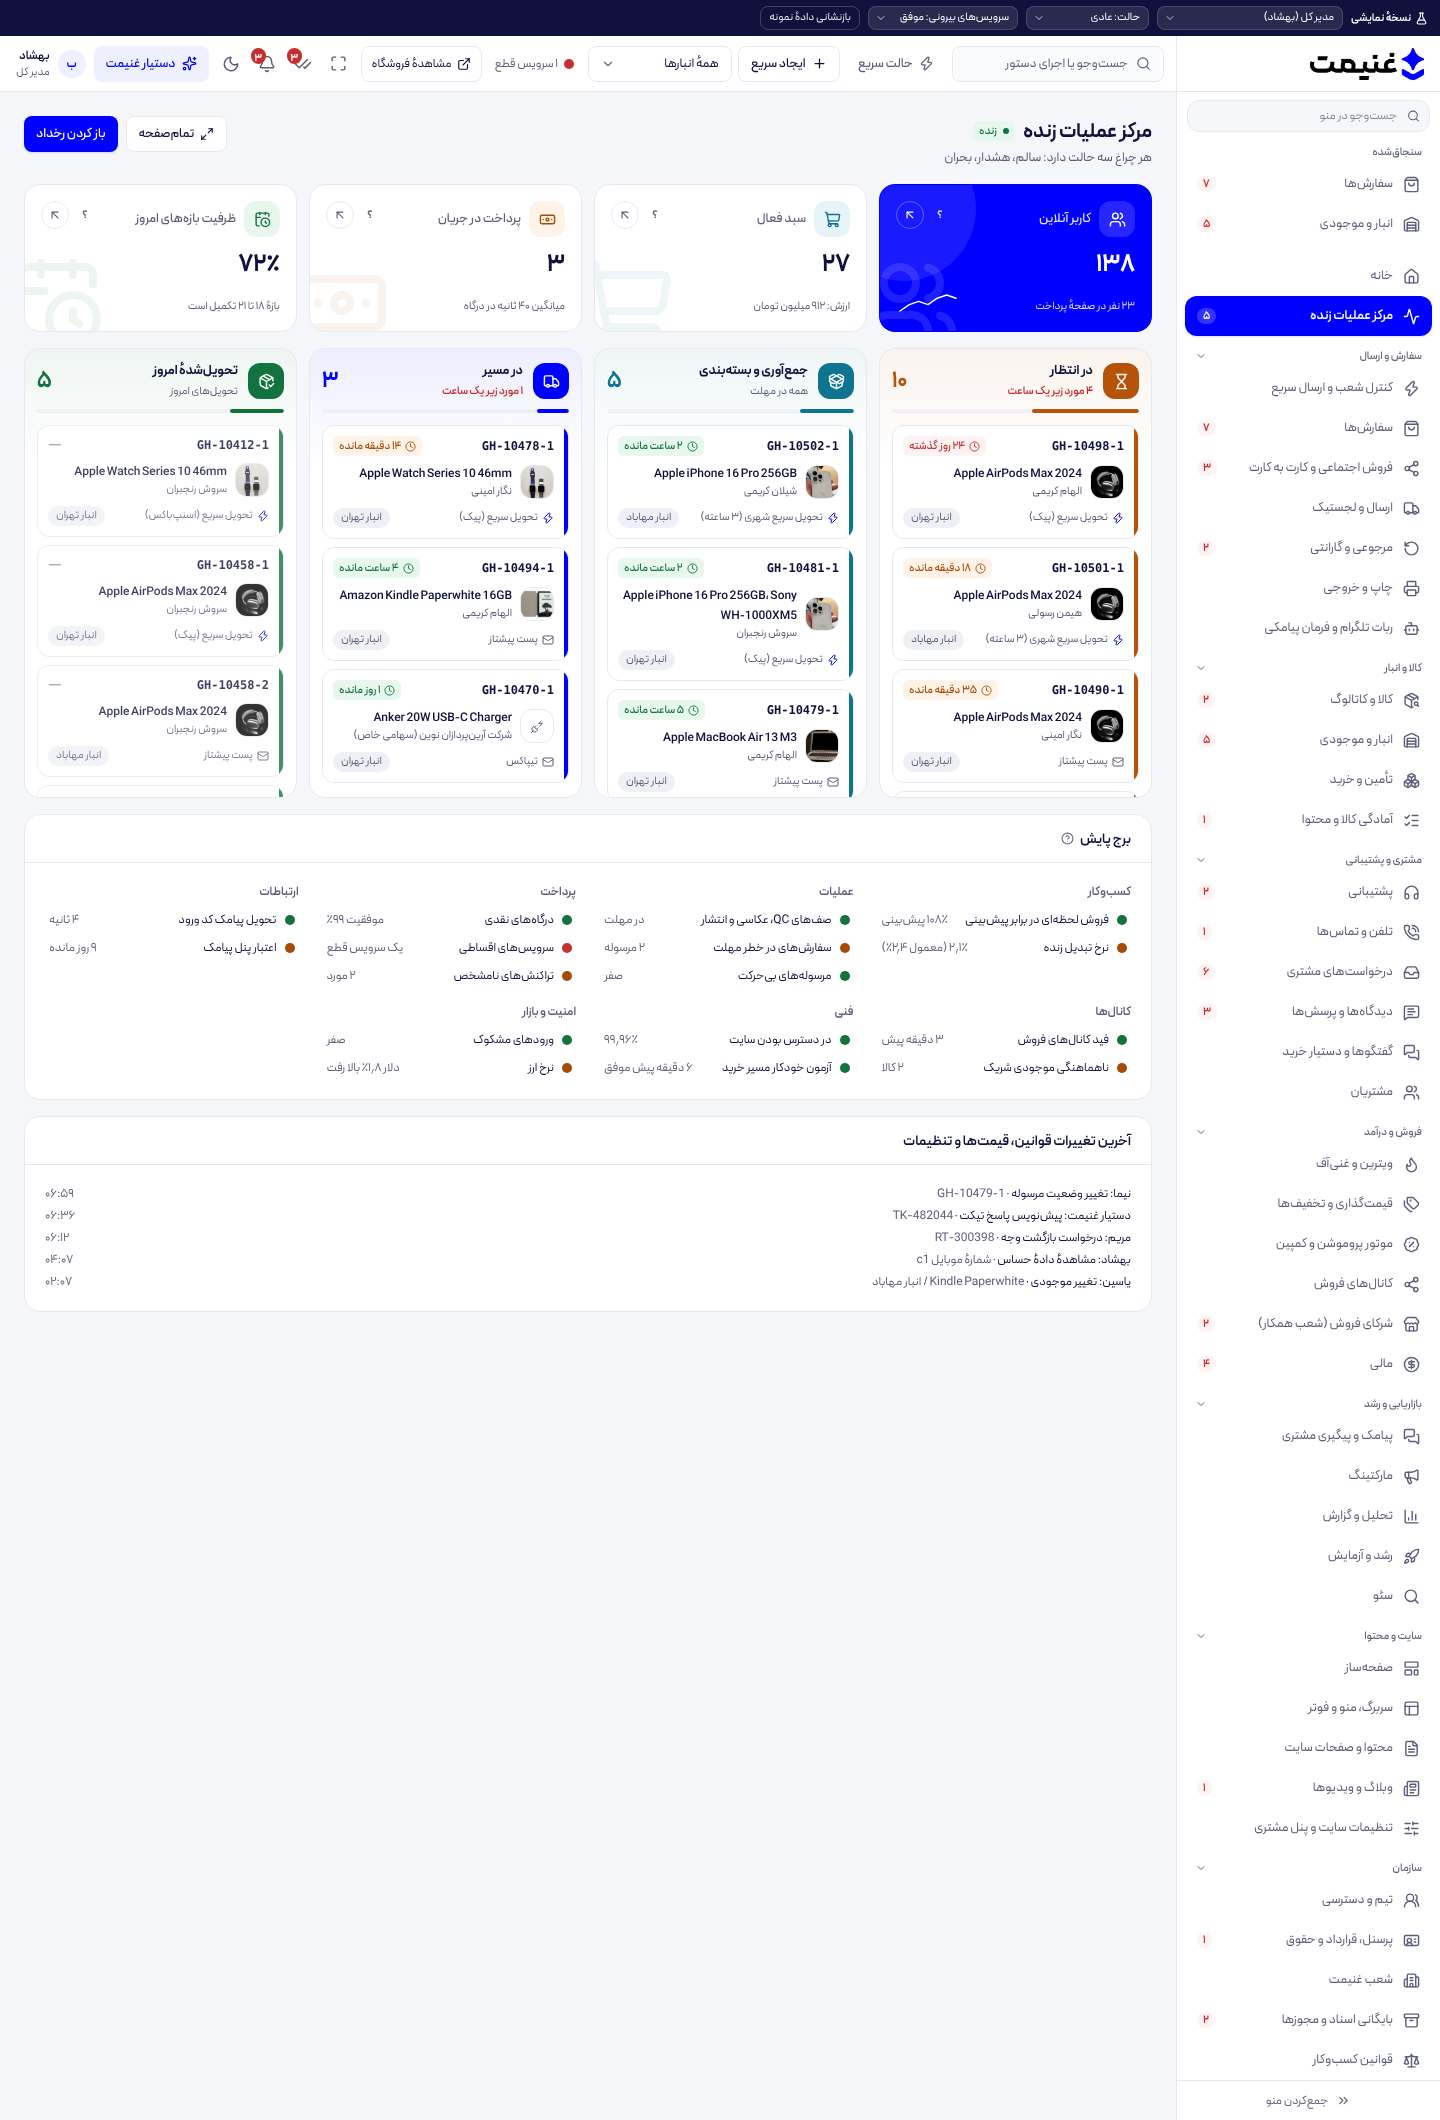 نسخهٔ نمایشی
مدیر کل (بهشاد)
حالت: عادی
سرویس‌های بیرونی: موفق
بازنشانی دادهٔ نمونه
غنیمت
جست‌وجو یا اجرای دستور
حالت سریع
ایجاد سریع
همهٔ انبارها
۱ سرویس قطع
مشاهدهٔ فروشگاه
۳
۳
دستیار غنیمت
ب
بهشاد
مدیر کل
جست‌وجو در منو
سنجاق‌شده
سفارش‌ها ۷
انبار و موجودی ۵
خانه
مرکز عملیات زنده ۵
سفارش و ارسال
کنترل شعب و ارسال سریع
سفارش‌ها ۷
فروش اجتماعی و کارت به کارت ۳
ارسال و لجستیک
مرجوعی و گارانتی ۲
چاپ و خروجی
ربات تلگرام و فرمان پیامکی
کالا و انبار
کالا و کاتالوگ ۲
انبار و موجودی ۵
تأمین و خرید
آمادگی کالا و محتوا ۱
مشتری و پشتیبانی
پشتیبانی ۲
تلفن و تماس‌ها ۱
درخواست‌های مشتری ۶
دیدگاه‌ها و پرسش‌ها ۳
گفتگوها و دستیار خرید
مشتریان
فروش و درآمد
ویترین و غنی‌آف
قیمت‌گذاری و تخفیف‌ها
موتور پروموشن و کمپین
کانال‌های فروش
شرکای فروش (شعب همکار) ۲
مالی ۴
بازاریابی و رشد
پیامک و پیگیری مشتری
مارکتینگ
تحلیل و گزارش
رشد و آزمایش
سئو
سایت و محتوا
صفحه‌ساز
سربرگ، منو و فوتر
محتوا و صفحات سایت
وبلاگ و ویدیوها ۱
تنظیمات سایت و پنل مشتری
سازمان
تیم و دسترسی
پرسنل، قرارداد و حقوق ۱
شعب غنیمت
بایگانی اسناد و مجوزها ۲
قوانین کسب‌وکار
جمع‌کردن منو
مرکز عملیات زنده
زنده
هر چراغ سه حالت دارد: سالم، هشدار، بحران
تمام‌صفحه
باز کردن رخداد
کاربر آنلاین ؟
۱۳۸
۲۳ نفر در صفحهٔ پرداخت
سبد فعال ؟
۲۷
ارزش: ۹۱۲ میلیون تومان
پرداخت در جریان ؟
۳
میانگین ۴۰ ثانیه در درگاه
ظرفیت بازه‌های امروز ؟
۷۲٪
بازهٔ ۱۸ تا ۲۱ تکمیل است
در انتظار
۱۰
۴ مورد زیر یک ساعت
GH-10498-1
۲۴ روز گذشته
Apple AirPods Max 2024
الهام کریمی
تحویل سریع (پیک)
انبار تهران
GH-10501-1
۱۸ دقیقه مانده
Apple AirPods Max 2024
هیمن رسولی
تحویل سریع شهری (۳ ساعته)
انبار مهاباد
GH-10490-1
۳۵ دقیقه مانده
Apple AirPods Max 2024
نگار امینی
پست پیشتاز
انبار تهران
جمع‌آوری و بسته‌بندی
۵
همه در مهلت
GH-10502-1
۲ ساعت مانده
Apple iPhone 16 Pro 256GB
شیلان کریمی
تحویل سریع شهری (۳ ساعته)
انبار مهاباد
GH-10481-1
۲ ساعت مانده
Apple iPhone 16 Pro 256GB، Sony
WH-1000XM5
سروش رنجبران
تحویل سریع (پیک)
انبار تهران
GH-10479-1
۵ ساعت مانده
Apple MacBook Air 13 M3
الهام کریمی
پست پیشتاز
انبار تهران
در مسیر
۳
۱ مورد زیر یک ساعت
GH-10478-1
۱۴ دقیقه مانده
Apple Watch Series 10 46mm
نگار امینی
تحویل سریع (پیک)
انبار تهران
GH-10494-1
۴ ساعت مانده
Amazon Kindle Paperwhite 16GB
الهام کریمی
پست پیشتاز
انبار تهران
GH-10470-1
۱ روز مانده
Anker 20W USB-C Charger
شرکت آرین‌پردازان نوین (سهامی خاص)
تیپاکس
انبار تهران
تحویل‌شدهٔ امروز
۵
تحویل‌های امروز
GH-10412-1
—
Apple Watch Series 10 46mm
سروش رنجبران
تحویل سریع (اسنپ‌باکس)
انبار تهران
GH-10458-1
—
Apple AirPods Max 2024
سروش رنجبران
تحویل سریع (پیک)
انبار تهران
GH-10458-2
—
Apple AirPods Max 2024
سروش رنجبران
پست پیشتاز
انبار مهاباد
برج پایش
کسب‌وکار
فروش لحظه‌ای در برابر پیش‌بینی ۱۰۸٪ پیش‌بینی
نرخ تبدیل زنده ۲٫۱٪ (معمول ۲٫۴٪)
عملیات
صف‌های QC، عکاسی و انتشار در مهلت
سفارش‌های در خطر مهلت ۲ مرسوله
مرسوله‌های بی‌حرکت صفر
پرداخت
درگاه‌های نقدی موفقیت ۹۹٪
سرویس‌های اقساطی یک سرویس قطع
تراکنش‌های نامشخص ۲ مورد
ارتباطات
تحویل پیامک کد ورود ۴ ثانیه
اعتبار پنل پیامک ۹ روز مانده
کانال‌ها
فید کانال‌های فروش ۳ دقیقه پیش
ناهماهنگی موجودی شریک ۲ کالا
فنی
در دسترس بودن سایت ۹۹٫۹۶٪
آزمون خودکار مسیر خرید ۶ دقیقه پیش موفق
امنیت و بازار
ورودهای مشکوک صفر
نرخ ارز دلار ۱٫۸٪ بالا رفت
آخرین تغییرات قوانین، قیمت‌ها و تنظیمات
نیما: تغییر وضعیت مرسوله · GH-10479-1 ۰۶:۵۹
دستیار غنیمت: پیش‌نویس پاسخ تیکت · TK-482044 ۰۶:۳۶
مریم: درخواست بازگشت وجه · RT-300398 ۰۶:۱۲
بهشاد: مشاهدهٔ دادهٔ حساس · شمارهٔ موبایل c1 ۰۴:۰۷
یاسین: تغییر موجودی · Kindle Paperwhite / انبار مهاباد ۰۲:۰۷